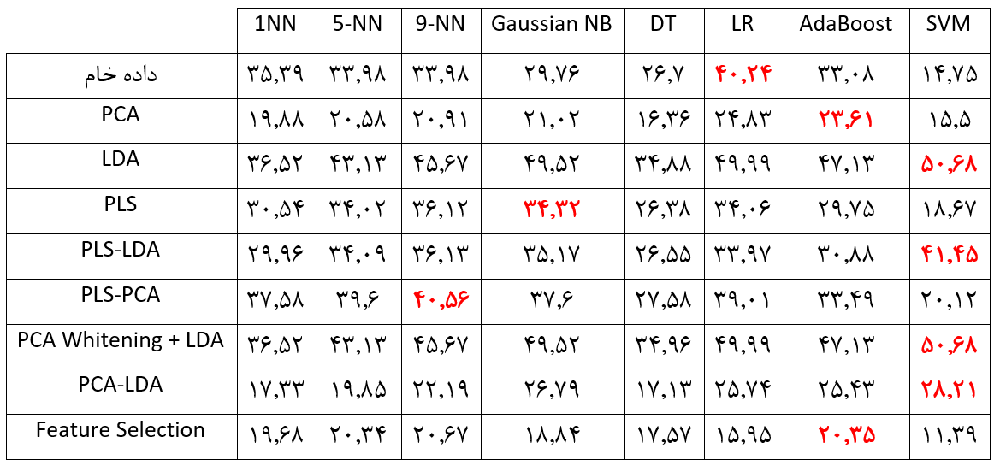 1NN 5-NN 9-NN Gaussian NB DT LR AdaBoost SVM
داده خام ۳۵,۳۹ ۳۳,۹۸ ۳۳,۹۸ ۲۹,۷۶ ۲۶,۷ ۴۰,۲۴ ۳۳,۰۸ ۱۴,۷۵
PCA ۱۹,۸۸ ۲۰,۵۸ ۲۰,۹۱ ۲۱,۰۲ ۱۶,۳۶ ۲۴,۸۳ ۲۳,۶۱ ۱۵,۵
LDA ۳۶,۵۲ ۴۳,۱۳ ۴۵,۶۷ ۴۹,۵۲ ۳۴,۸۸ ۴۹,۹۹ ۴۷,۱۳ ۵۰,۶۸
PLS ۳۰,۵۴ ۳۴,۰۲ ۳۶,۱۲ ۳۴,۳۲ ۲۶,۳۸ ۳۴,۰۶ ۲۹,۷۵ ۱۸,۶۷
PLS-LDA ۲۹,۹۶ ۳۴,۰۹ ۳۶,۱۳ ۳۵,۱۷ ۲۶,۵۵ ۳۳,۹۷ ۳۰,۸۸ ۴۱,۴۵
PLS-PCA ۳۷,۵۸ ۳۹,۶ ۴۰,۵۶ ۳۷,۶ ۲۷,۵۸ ۳۹,۰۱ ۳۳,۴۹ ۲۰,۱۲
PCA Whitening + LDA ۳۶,۵۲ ۴۳,۱۳ ۴۵,۶۷ ۴۹,۵۲ ۳۴,۹۶ ۴۹,۹۹ ۴۷,۱۳ ۵۰,۶۸
PCA-LDA ۱۷,۳۳ ۱۹,۸۵ ۲۲,۱۹ ۲۶,۷۹ ۱۷,۱۳ ۲۵,۷۴ ۲۵,۴۳ ۲۸,۲۱
Feature Selection ۱۹,۶۸ ۲۰,۳۴ ۲۰,۶۷ ۱۸,۸۴ ۱۷,۵۷ ۱۵,۹۵ ۲۰,۳۵ ۱۱,۳۹